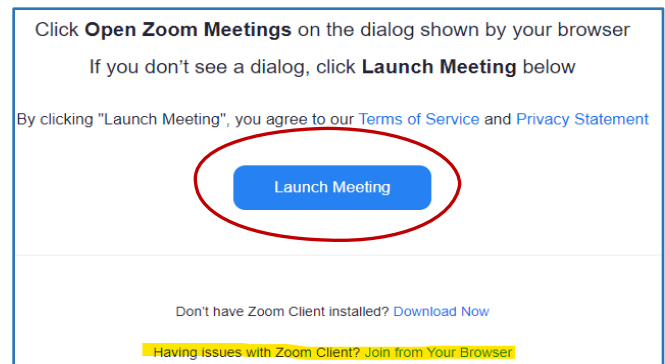 Click Open Zoom Meetings on the dialog shown by your browser
If you don't see a dialog, click Launch Meeting below
By clicking "Launch Meeting", you agree to our Terms of Service and Privacy Statement
Launch Meeting
Don't have Zoom Client installed? Download Now
Having issues with Zoom Client? Join from Your Browser